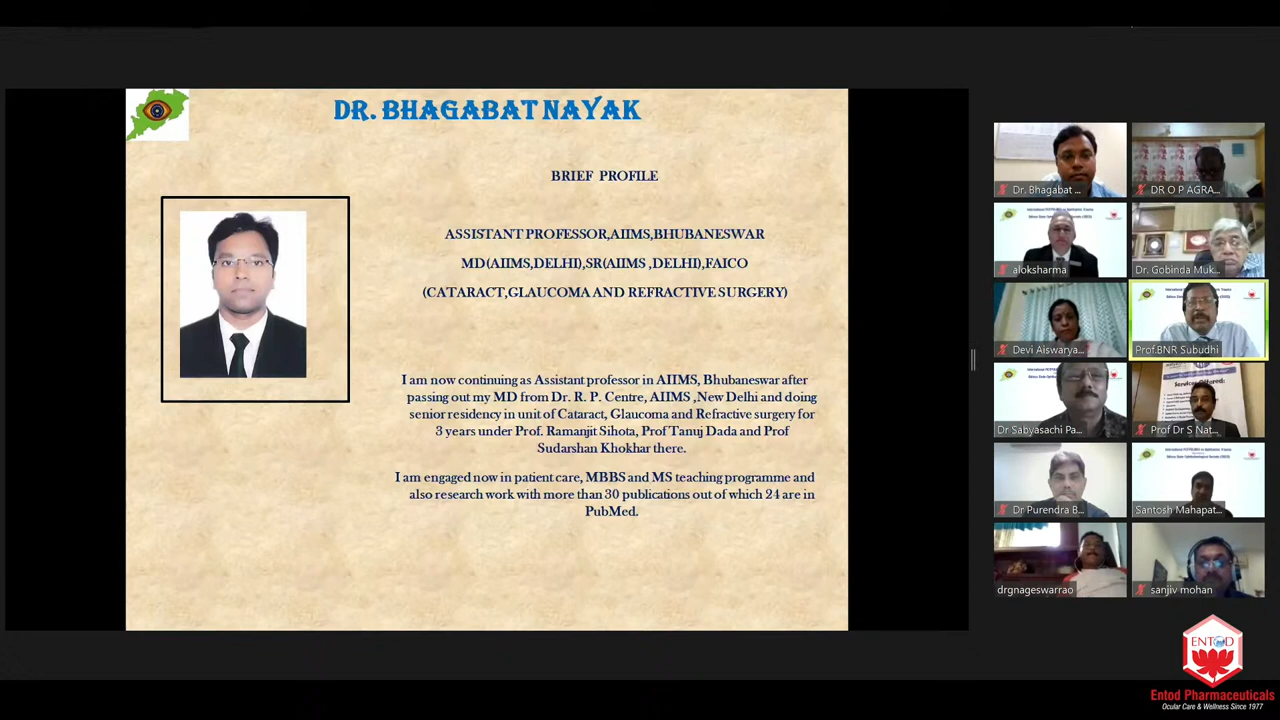 DR. BHAGABAT NAYAK
BRIEF PROFILE
ASSISTANT PROFESSOR,AIIMS,BHUBANESWAR
MD(AIIMS,DELHI),SR(AIIMS ,DELHI),FAICO
(CATARACT,GLAUCOMA AND REFRACTIVE SURGERY)
I am now continuing as Assistant professor in AIIMS, Bhubaneswar after
passing out my MD from Dr. R. P. Centre, AIIMS ,New Delhi and doing
senior residency in unit of Cataract, Glaucoma and Refractive surgery for
3 years under Prof. Ramanjit Sihota, Prof Tanuj Dada and Prof
Sudarshan Khokhar there.
I am engaged now in patient care, MBBS and MS teaching programme and
also research work with more than 30 publications out of which 24 are in
PubMed.
Dr. Bhagabat ...
DR O P AGRA...
aloksharma
Dr. Gobinda Muk...
Devi Aiswarya...
Prof.BNR Subudhi
Dr Sabyasachi Pa...
Services Offered:
Prof Dr S Nat...
Dr Purendra B...
Santosh Mahapat...
drgnageswarrao
sanjiv mohan
ENTOD
Entod Pharmaceuticals
Ocular Care & Wellness Since 1977